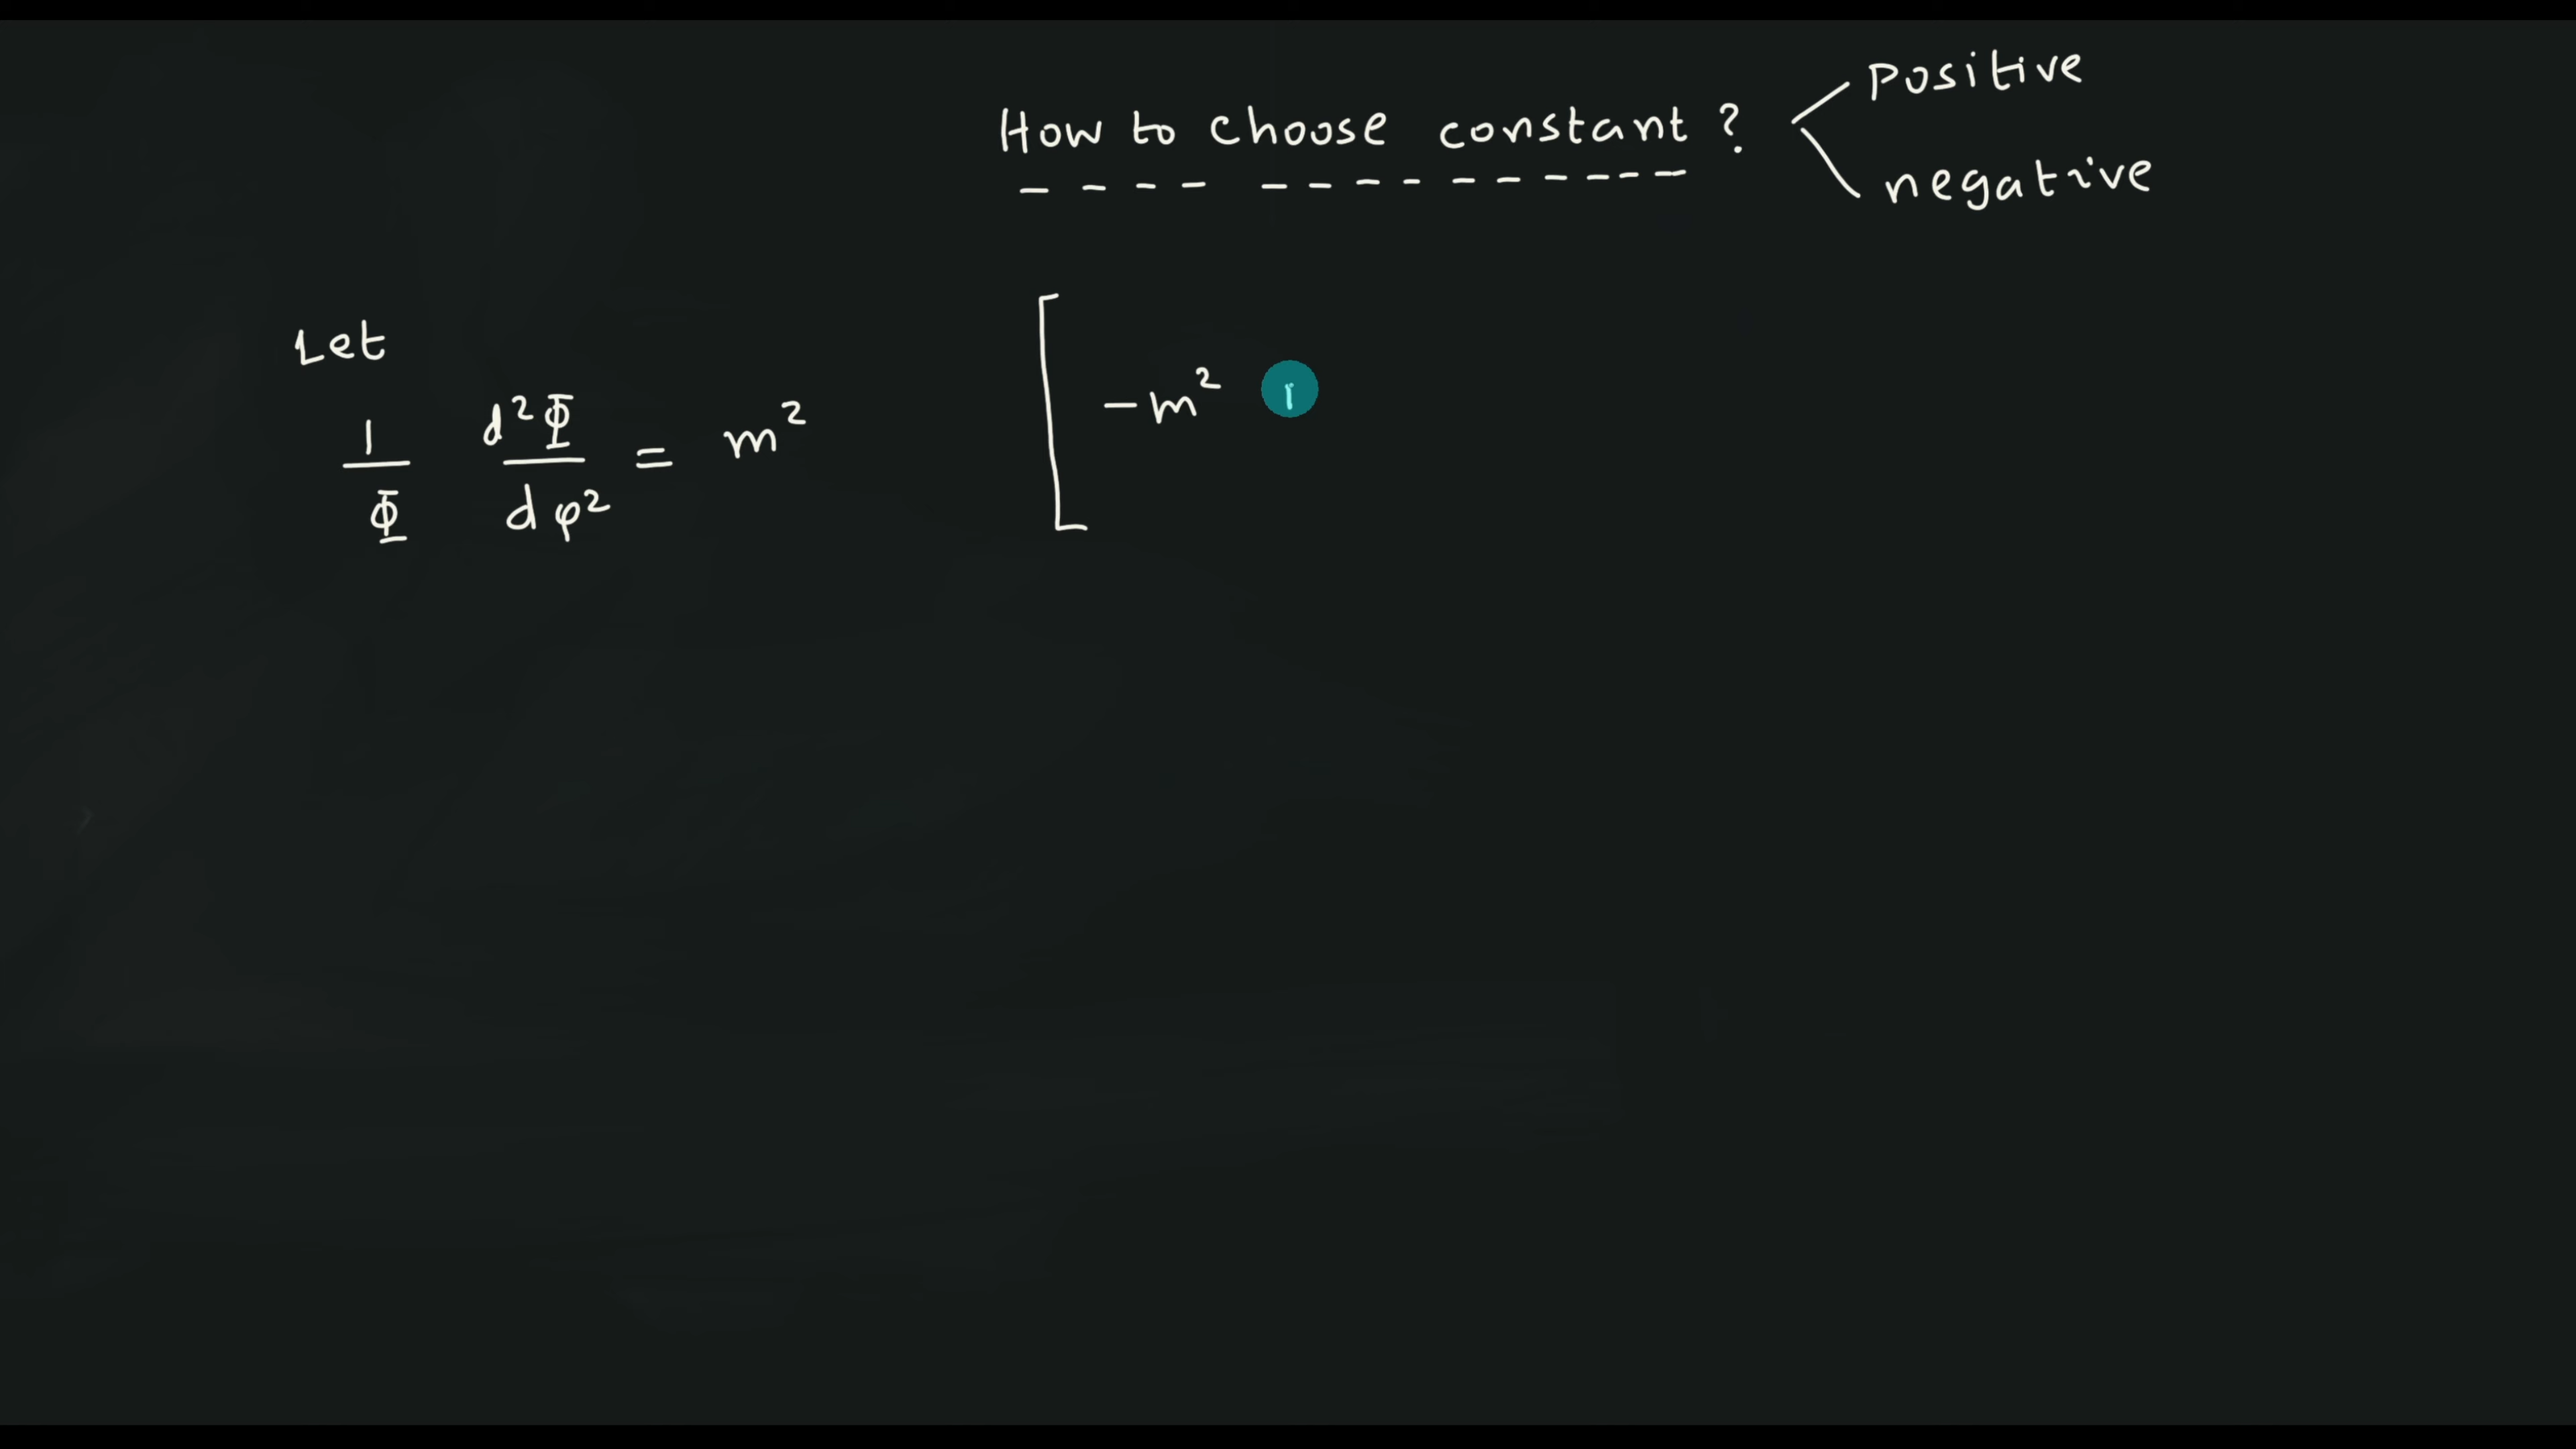 How to choose constant ? positive
negative
Let
1/Φ d²Φ/dφ² = m²
[ -m²